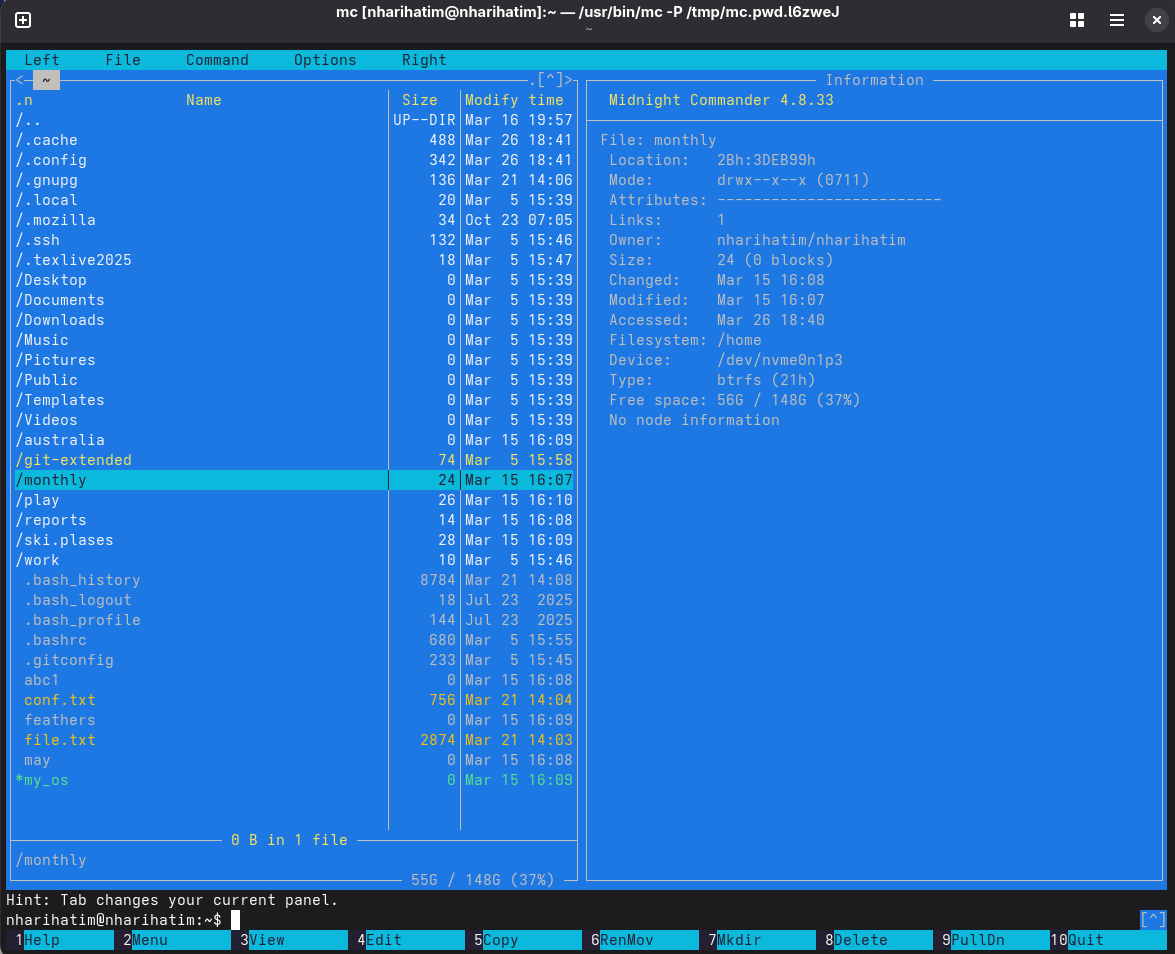 mc [nharihatim@nharihatim]:~ — /usr/bin/mc -P /tmp/mc.pwd.l6zweJ
~
Left File Command Options Right
<─ ~ .[^]>
.n Name Size Modify time
/.. UP--DIR Mar 16 19:57
/.cache 488 Mar 26 18:41
/.config 342 Mar 26 18:41
/.gnupg 136 Mar 21 14:06
/.local 20 Mar 5 15:39
/.mozilla 34 Oct 23 07:05
/.ssh 132 Mar 5 15:46
/.texlive2025 18 Mar 5 15:47
/Desktop 0 Mar 5 15:39
/Documents 0 Mar 5 15:39
/Downloads 0 Mar 5 15:39
/Music 0 Mar 5 15:39
/Pictures 0 Mar 5 15:39
/Public 0 Mar 5 15:39
/Templates 0 Mar 5 15:39
/Videos 0 Mar 5 15:39
/australia 0 Mar 15 16:09
/git-extended 74 Mar 5 15:58
/monthly 24 Mar 15 16:07
/play 26 Mar 15 16:10
/reports 14 Mar 15 16:08
/ski.plases 28 Mar 15 16:09
/work 10 Mar 5 15:46
.bash_history 8784 Mar 21 14:08
.bash_logout 18 Jul 23 2025
.bash_profile 144 Jul 23 2025
.bashrc 680 Mar 5 15:55
.gitconfig 233 Mar 5 15:45
abc1 0 Mar 15 16:08
conf.txt 756 Mar 21 14:04
feathers 0 Mar 15 16:09
file.txt 2874 Mar 21 14:03
may 0 Mar 15 16:08
*my_os 0 Mar 15 16:09
0 B in 1 file
/monthly
55G / 148G (37%)
Information
Midnight Commander 4.8.33
File: monthly
Location: 2Bh:3DEB99h
Mode: drwx--x--x (0711)
Attributes: -------------------------
Links: 1
Owner: nharihatim/nharihatim
Size: 24 (0 blocks)
Changed: Mar 15 16:08
Modified: Mar 15 16:07
Accessed: Mar 26 18:40
Filesystem: /home
Device: /dev/nvme0n1p3
Type: btrfs (21h)
Free space: 56G / 148G (37%)
No node information
Hint: Tab changes your current panel.
nharihatim@nharihatim:~$ [^]
1Help 2Menu 3View 4Edit 5Copy 6RenMov 7Mkdir 8Delete 9PullDn 10Quit